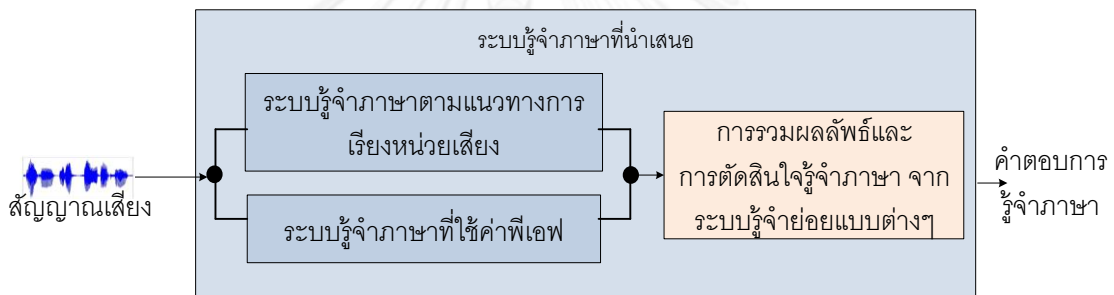 ระบบรู้จำภาษาที่นำเสนอ
ระบบรู้จำภาษาตามแนวทางการ
เรียงหน่วยเสียง
สัญญาณเสียง
ระบบรู้จำภาษาที่ใช้ค่าพีเอฟ
การรวมผลลัพธ์และ
การตัดสินใจรู้จำภาษา จาก
ระบบรู้จำย่อยแบบต่างๆ
คำตอบการ
รู้จำภาษา